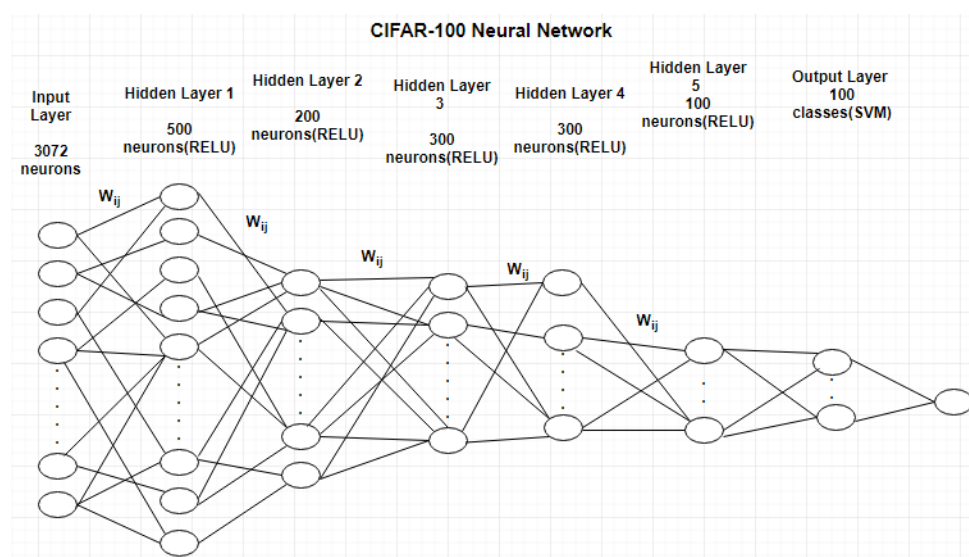 CIFAR-100 Neural Network
Input
Layer
3072
neurons
Hidden Layer 1
500
neurons(RELU)
Hidden Layer 2
200
neurons(RELU)
Hidden Layer
3
300
neurons(RELU)
Hidden Layer 4
300
neurons(RELU)
Hidden Layer
5
100
neurons(RELU)
Output Layer
100
classes(SVM)
Wij
Wij
Wij
Wij
Wij